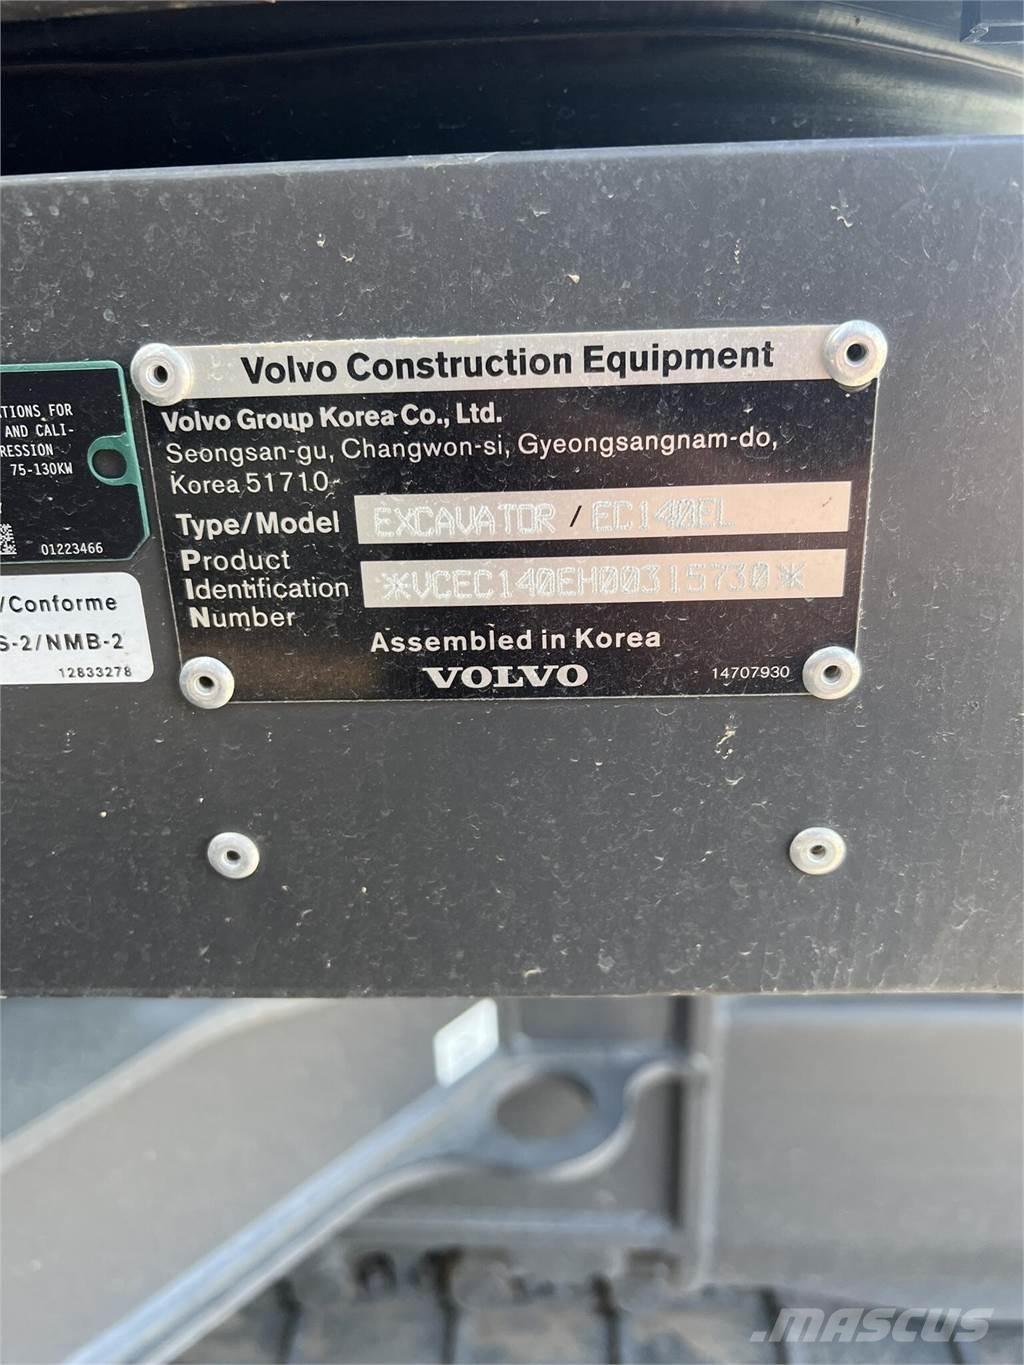 Volvo Construction Equipment
Volvo Group Korea Co., Ltd.
Seongsan-gu, Changwon-si, Gyeongsangnam-do,
Korea 51710
Type/Model EXCAVATOR / EC140EL
Product
Identification *VCEC140EH00315730*
Number
Assembled in Korea
VOLVO 14707930
TIONS FOR
AND CALI-
RESSION
75-130KW
01223466
/Conforme
S-2/NMB-2
12833278
MASCUS